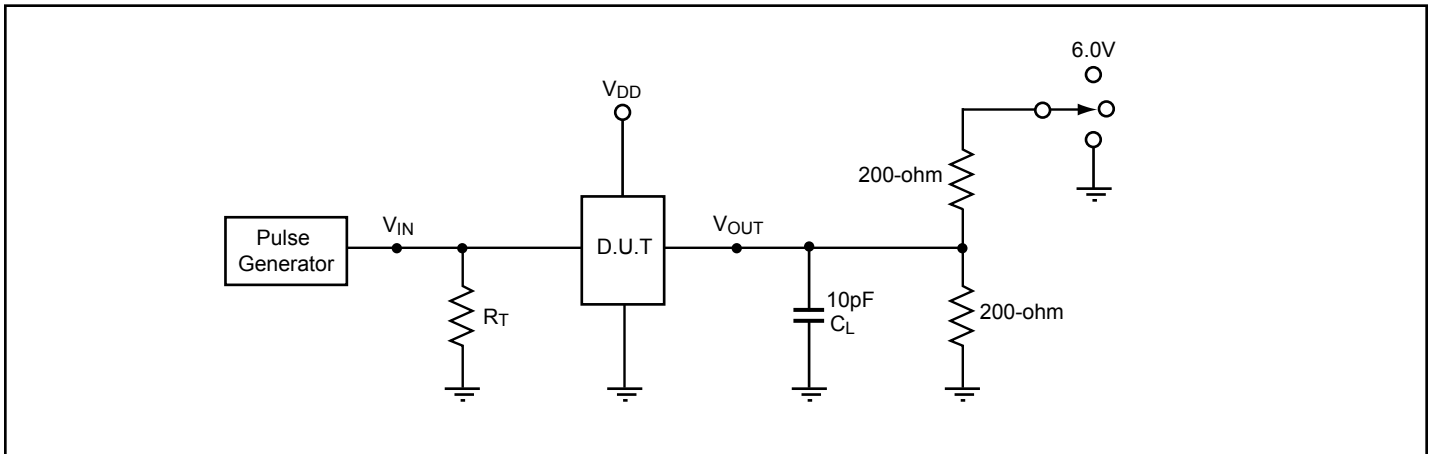 6.0V
VDD
200-ohm
VIN
VOUT
Pulse
Generator
D.U.T
10pF
CL
200-ohm
RT